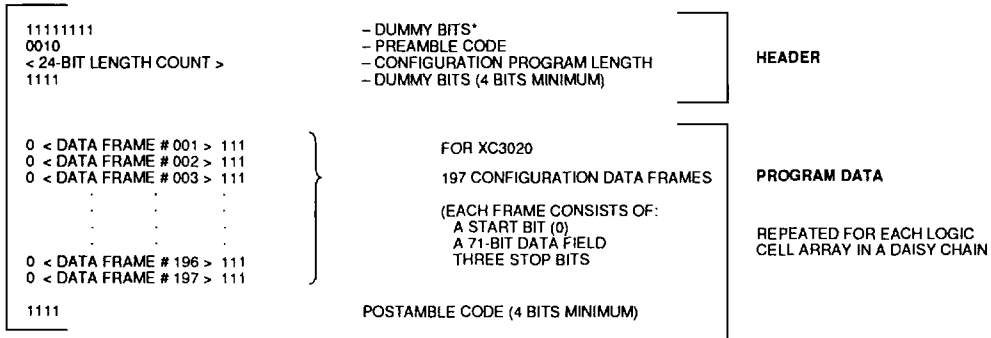 11111111 – DUMMY BITS*
0010 – PREAMBLE CODE
< 24-BIT LENGTH COUNT > – CONFIGURATION PROGRAM LENGTH
1111 – DUMMY BITS (4 BITS MINIMUM)
HEADER
0 < DATA FRAME # 001 > 111
0 < DATA FRAME # 002 > 111
0 < DATA FRAME # 003 > 111
. . .
. . .
. . .
. . .
0 < DATA FRAME # 196 > 111
0 < DATA FRAME # 197 > 111
FOR XC3020
197 CONFIGURATION DATA FRAMES
(EACH FRAME CONSISTS OF:
A START BIT (0)
A 71-BIT DATA FIELD
THREE STOP BITS
PROGRAM DATA
REPEATED FOR EACH LOGIC
CELL ARRAY IN A DAISY CHAIN
1111 POSTAMBLE CODE (4 BITS MINIMUM)